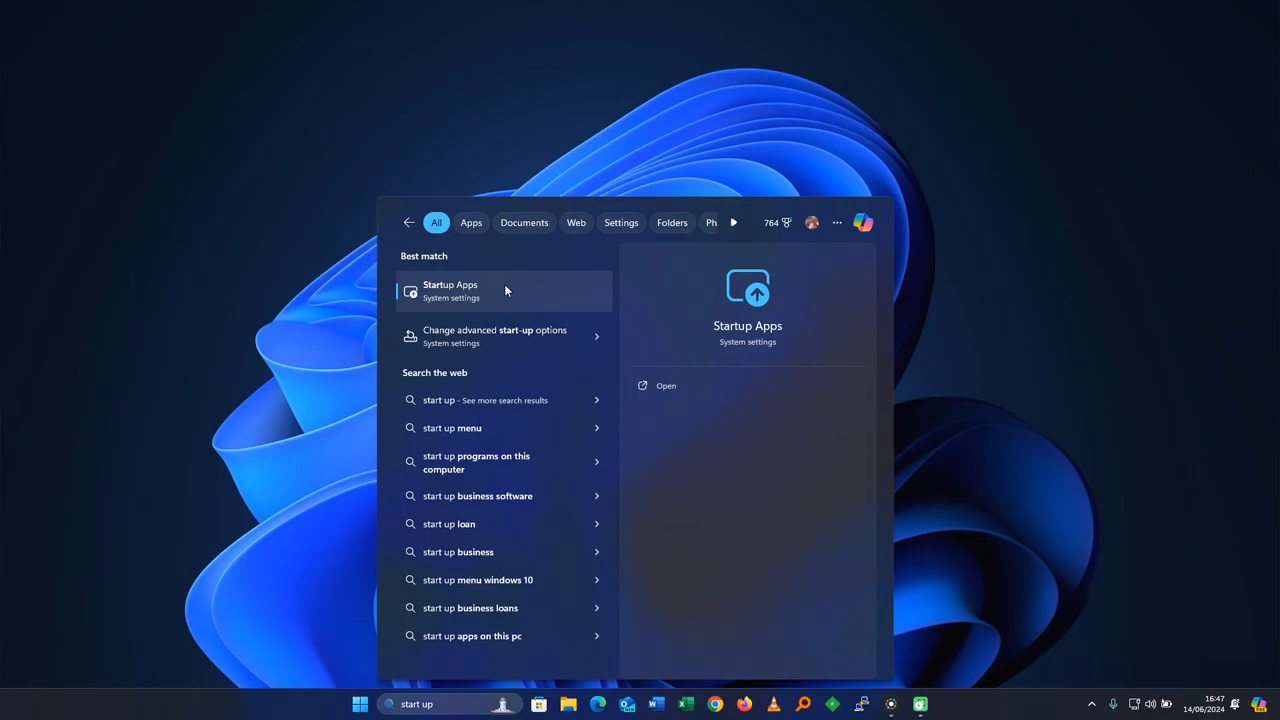 All Apps Documents Web Settings Folders Ph 764
Best match
Startup Apps
System settings
Change advanced start-up options
System settings
Search the web
start up - See more search results
start up menu
start up programs on this
computer
start up business software
start up loan
start up business
start up menu windows 10
start up business loans
start up apps on this pc
Startup Apps
System settings
Open
start up
16:47
14/06/2024